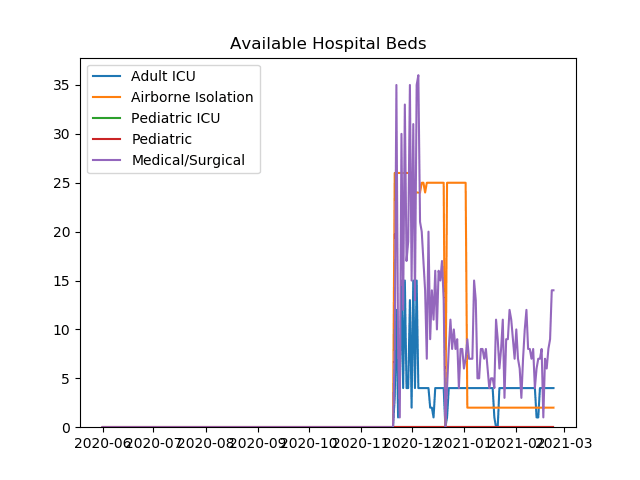 Available Hospital Beds
Adult ICU
Airborne Isolation
Pediatric ICU
Pediatric
Medical/Surgical
35
30
25
20
15
10
5
0
2020-06 2020-07 2020-08 2020-09 2020-10 2020-11 2020-12 2021-01 2021-02 2021-03